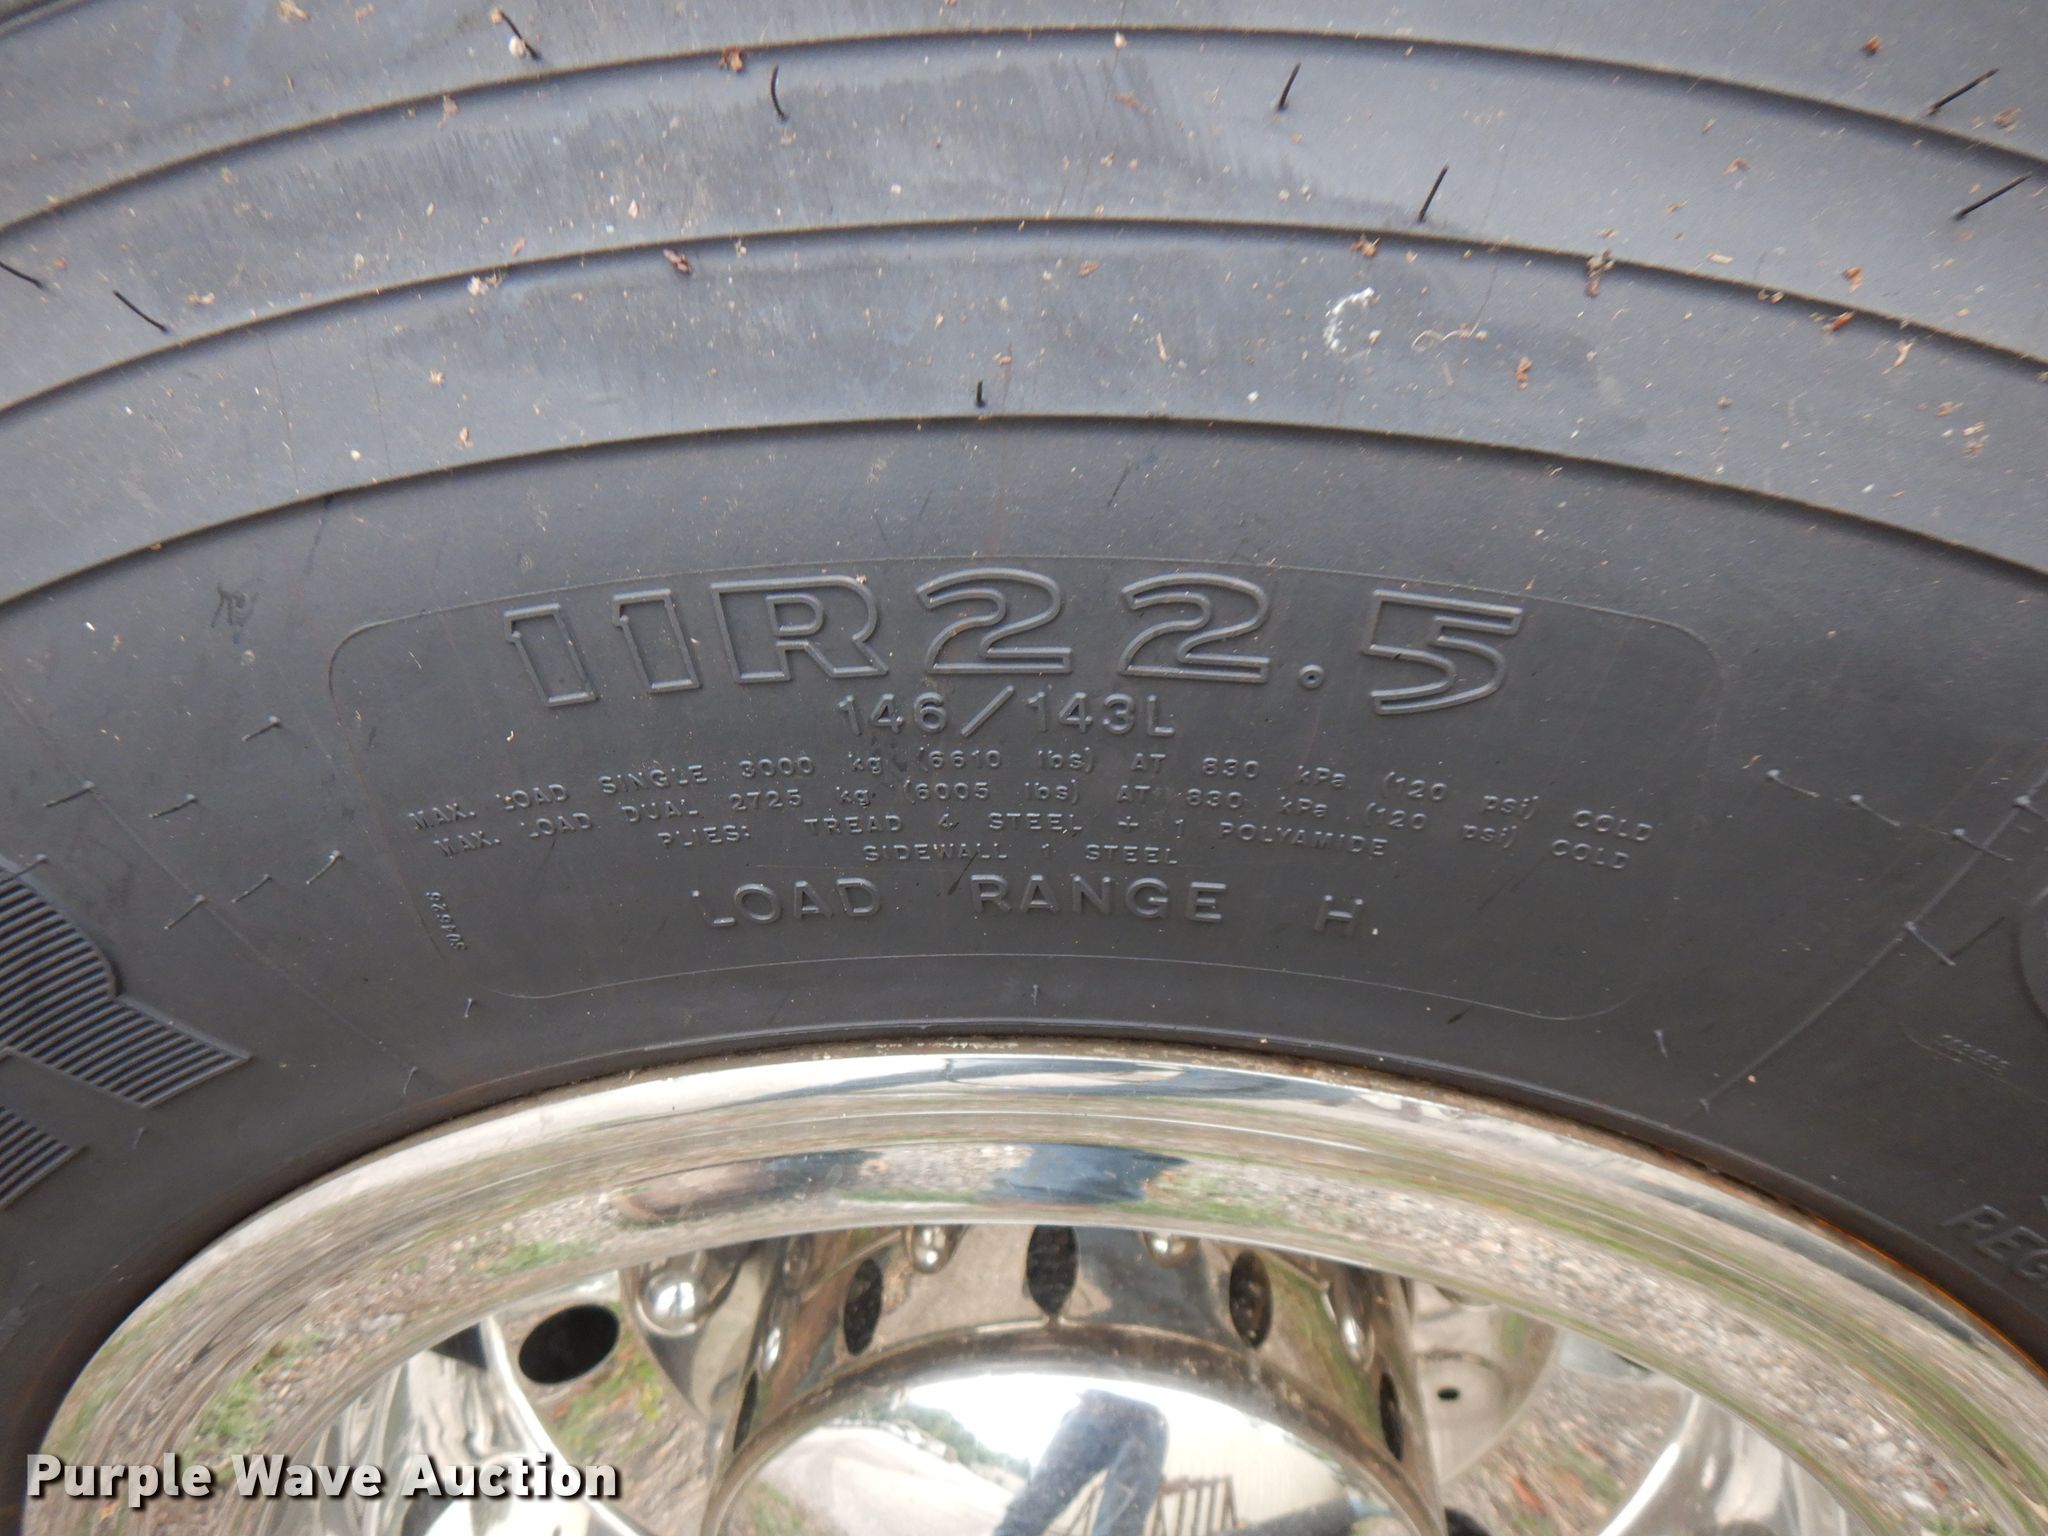 11R22.5
146/143L
MAX. LOAD SINGLE 3000 kg (6610 lbs) AT 830 kPa (120 psi) COLD
MAX. LOAD DUAL 2725 kg (6005 lbs) AT 830 kPa (120 psi) COLD
PLIES: TREAD 4 STEEL + 1 POLYAMIDE
SIDEWALL 1 STEEL
LOAD RANGE H
REG
Purple Wave Auction